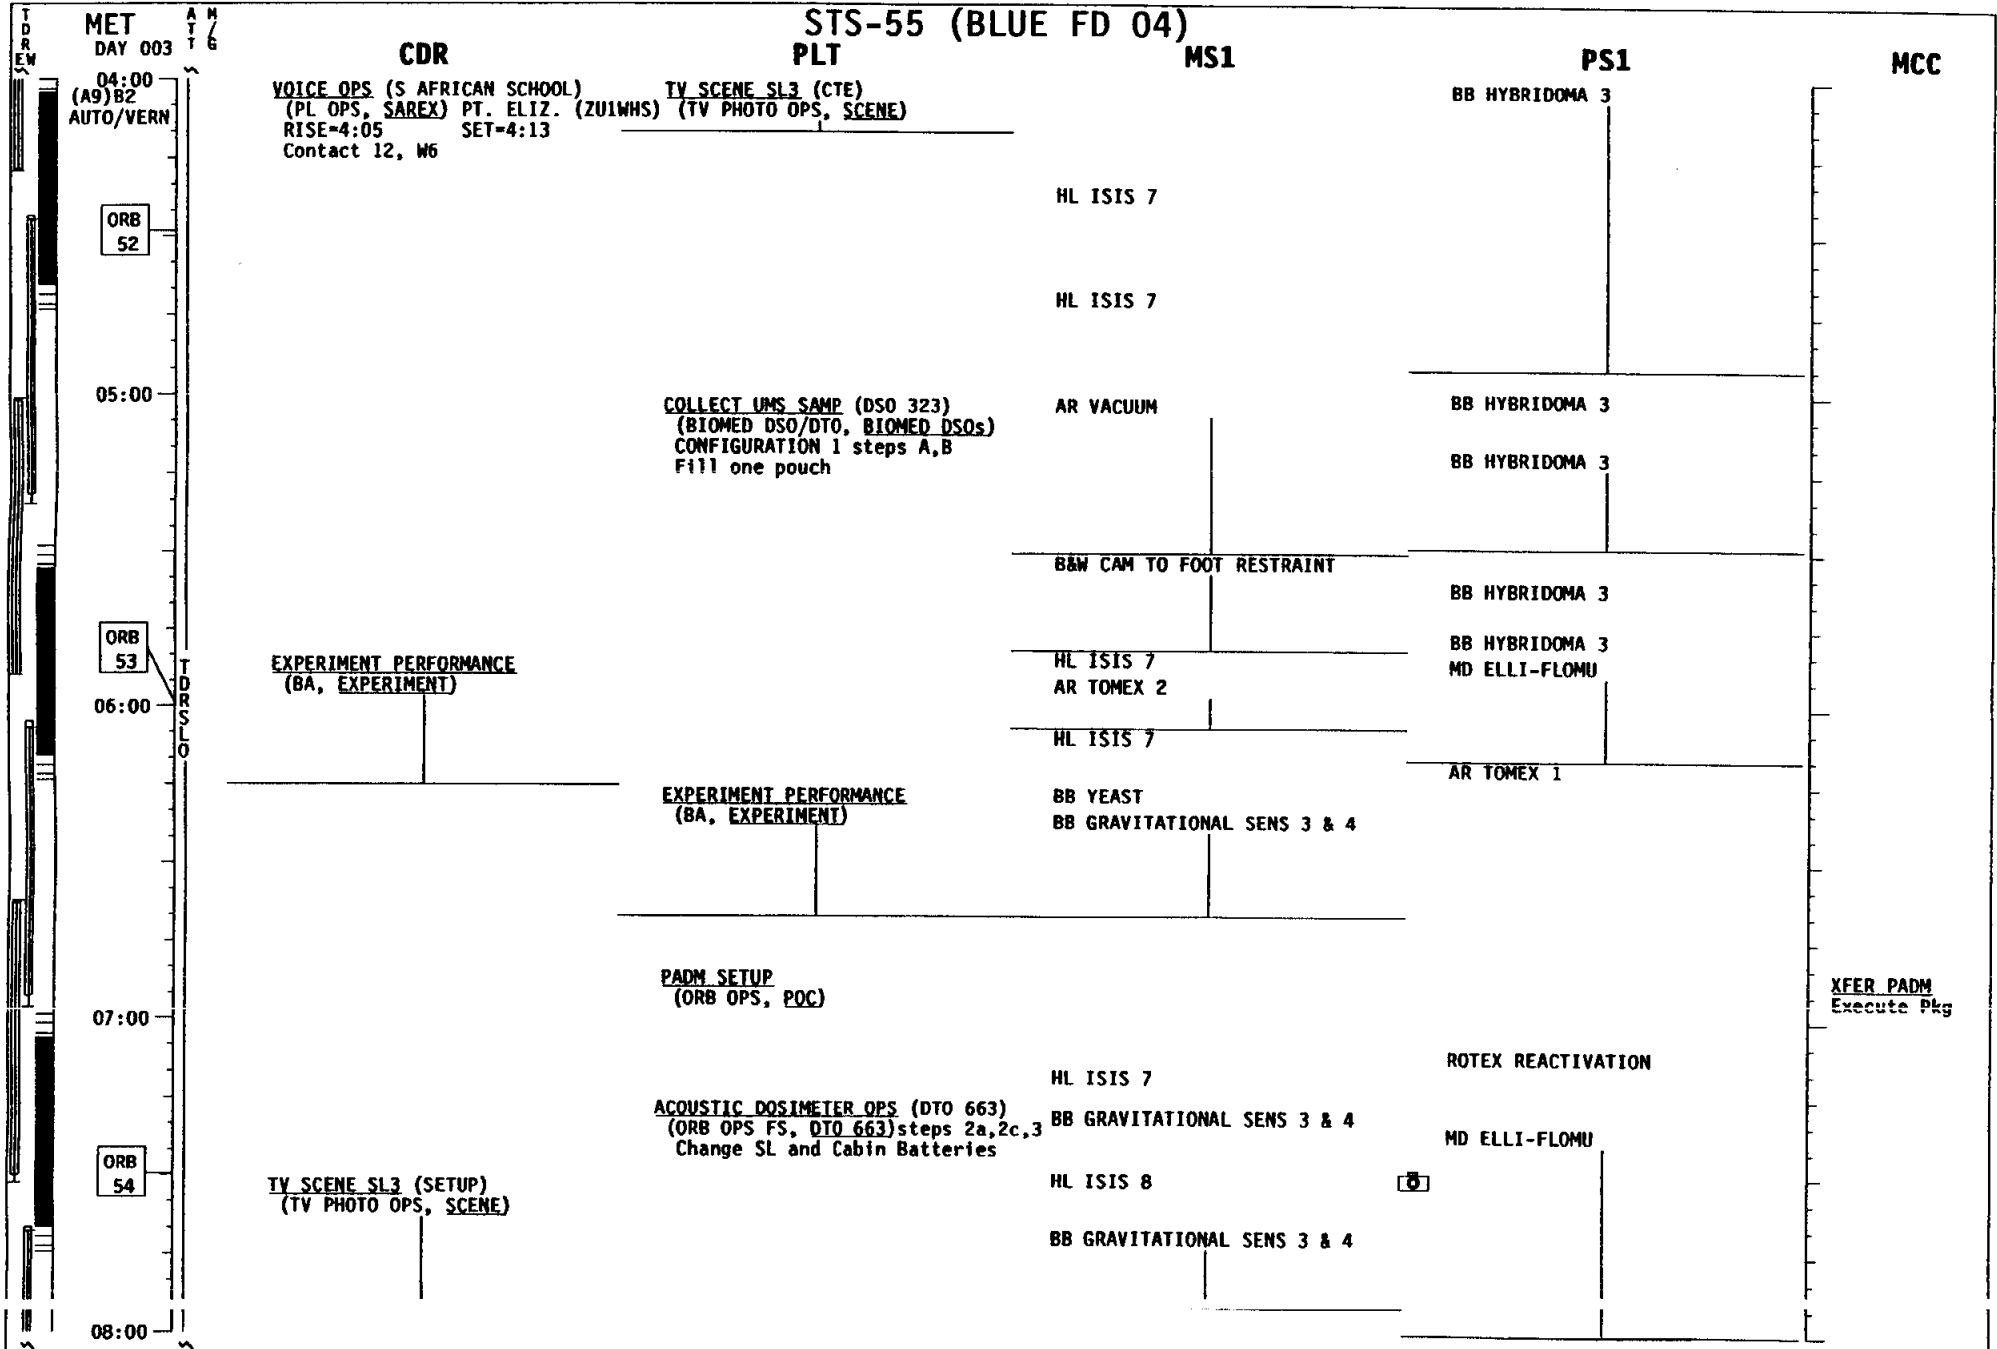 STS-55 (BLUE FD 04)
TDR
EW
MET
DAY 003
ATT
M/G
CDR
PLT
MS1
PS1
MCC
04:00
(A9)B2
AUTO/VERN
ORB
52
05:00
ORB
53
06:00
TDRSLO
07:00
ORB
54
08:00
VOICE OPS (S AFRICAN SCHOOL)
(PL OPS, SAREX) PT. ELIZ. (ZU1WHS)
RISE=4:05 SET=4:13
Contact 12, W6
EXPERIMENT PERFORMANCE
(BA, EXPERIMENT)
TV SCENE SL3 (SETUP)
(TV PHOTO OPS, SCENE)
TV SCENE SL3 (CTE)
(TV PHOTO OPS, SCENE)
COLLECT UMS SAMP (DSO 323)
(BIOMED DSO/DTO, BIOMED DSOs)
CONFIGURATION 1 steps A,B
Fill one pouch
EXPERIMENT PERFORMANCE
(BA, EXPERIMENT)
PADM SETUP
(ORB OPS, POC)
ACOUSTIC DOSIMETER OPS (DTO 663)
(ORB OPS FS, DTO 663)steps 2a,2c,3
Change SL and Cabin Batteries
HL ISIS 7
HL ISIS 7
AR VACUUM
B&W CAM TO FOOT RESTRAINT
HL ISIS 7
AR TOMEX 2
HL ISIS 7
BB YEAST
BB GRAVITATIONAL SENS 3 & 4
HL ISIS 7
BB GRAVITATIONAL SENS 3 & 4
HL ISIS 8
BB GRAVITATIONAL SENS 3 & 4
BB HYBRIDOMA 3
BB HYBRIDOMA 3
BB HYBRIDOMA 3
BB HYBRIDOMA 3
BB HYBRIDOMA 3
MD ELLI-FLOMU
AR TOMEX 1
ROTEX REACTIVATION
MD ELLI-FLOMU
XFER PADM
Execute Pkg